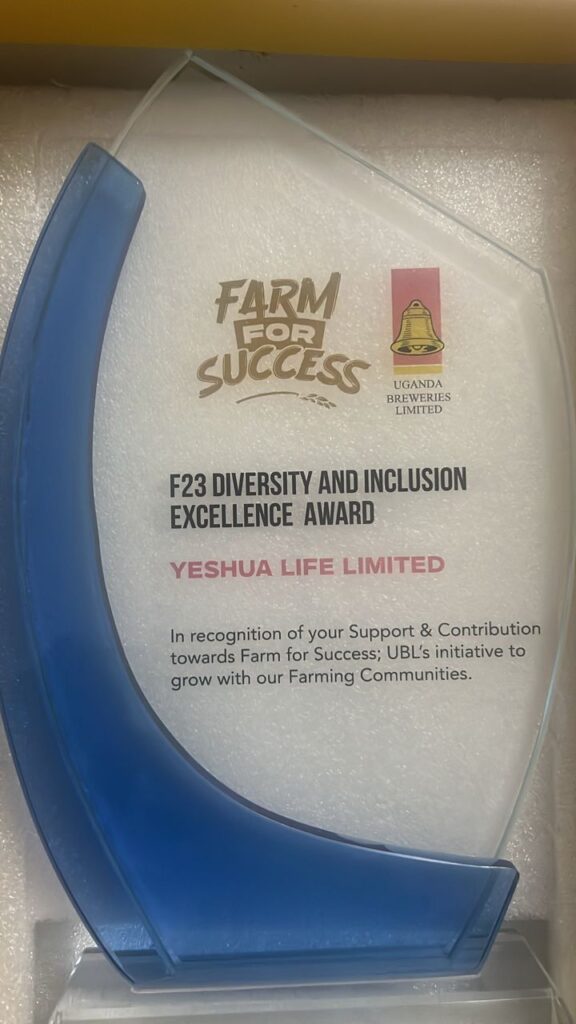 FARM
FOR
SUCCESS
UGANDA
BREWERIES
LIMITED
F23 DIVERSITY AND INCLUSION
EXCELLENCE AWARD
YESHUA LIFE LIMITED
In recognition of your Support & Contribution
towards Farm for Success; UBL's initiative to
grow with our Farming Communities.